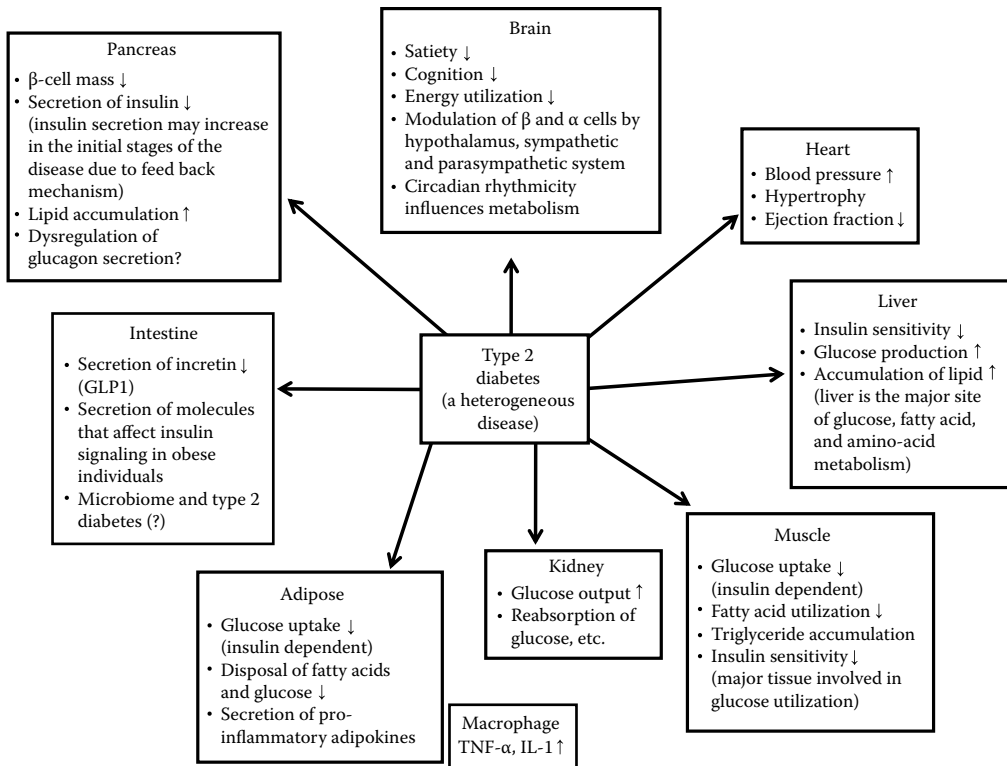 Pancreas
• β-cell mass ↓
• Secretion of insulin ↓
(insulin secretion may increase
in the initial stages of the
disease due to feed back
mechanism)
• Lipid accumulation ↑
• Dysregulation of
glucagon secretion?
Brain
• Satiety ↓
• Cognition ↓
• Energy utilization ↓
• Modulation of β and α cells by
hypothalamus, sympathetic
and parasympathetic system
• Circadian rhythmicity
influences metabolism
Heart
• Blood pressure ↑
• Hypertrophy
• Ejection fraction ↓
Intestine
• Secretion of incretin ↓
(GLP1)
• Secretion of molecules
that affect insulin
signaling in obese
individuals
• Microbiome and type 2
diabetes (?)
Type 2
diabetes
(a heterogeneous
disease)
Liver
• Insulin sensitivity ↓
• Glucose production ↑
• Accumulation of lipid ↑
(liver is the major site
of glucose, fatty acid,
and amino-acid
metabolism)
Adipose
• Glucose uptake ↓
(insulin dependent)
• Disposal of fatty acids
and glucose ↓
• Secretion of pro-
inflammatory adipokines
Macrophage
TNF-α, IL-1 ↑
Kidney
• Glucose output ↑
• Reabsorption of
glucose, etc.
Muscle
• Glucose uptake ↓
(insulin dependent)
• Fatty acid utilization ↓
• Triglyceride accumulation
• Insulin sensitivity ↓
(major tissue involved in
glucose utilization)